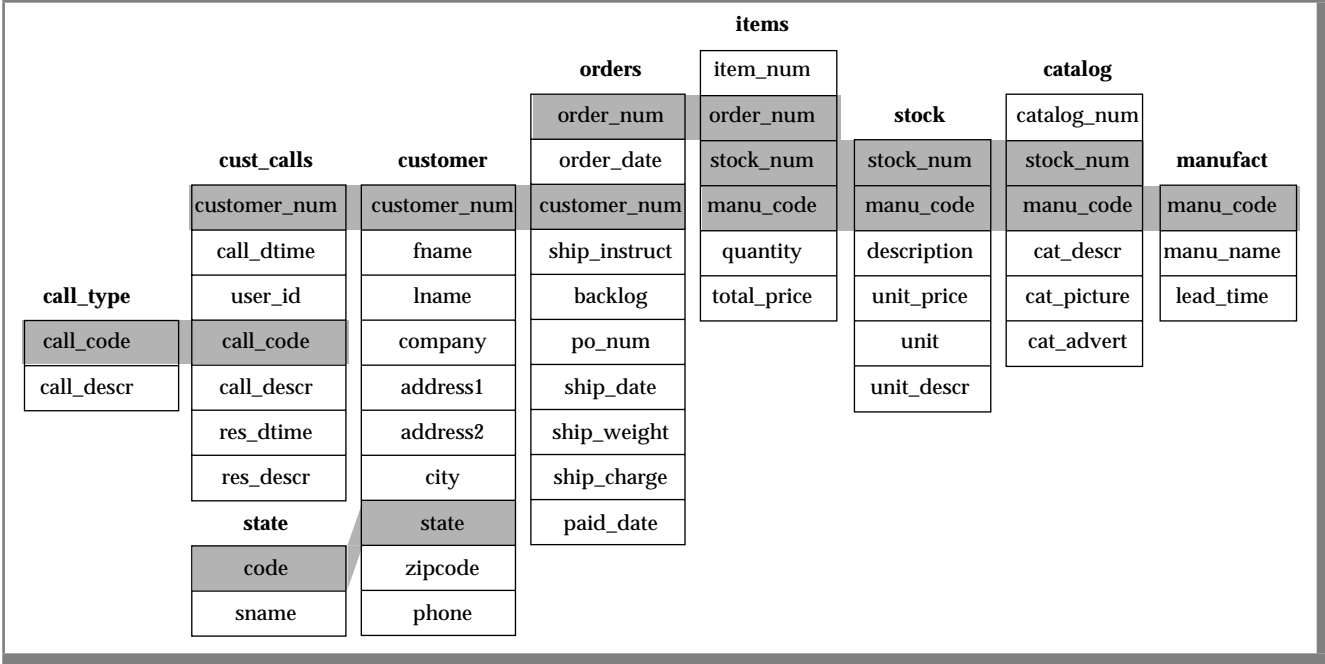 items
item_num
order_num
stock_num
manu_code
quantity
total_price
orders
order_num
order_date
customer_num
ship_instruct
backlog
po_num
ship_date
ship_weight
ship_charge
paid_date
catalog
catalog_num
stock_num
manu_code
cat_descr
cat_picture
cat_advert
stock
stock_num
manu_code
description
unit_price
unit
unit_descr
cust_calls
customer_num
call_dtime
user_id
call_code
call_descr
res_dtime
res_descr
customer
customer_num
fname
lname
company
address1
address2
city
state
zipcode
phone
manufact
manu_code
manu_name
lead_time
call_type
call_code
call_descr
state
code
sname